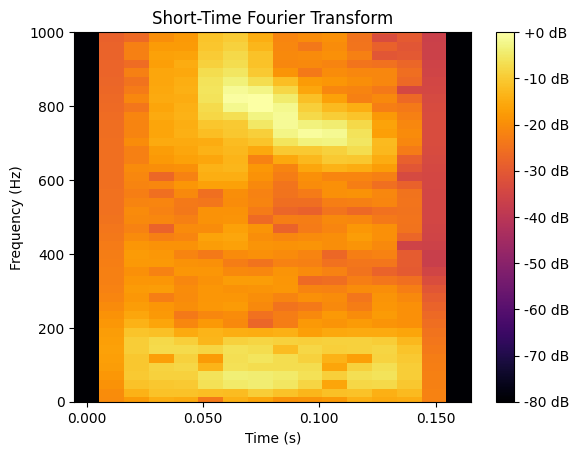 Short-Time Fourier Transform
1000
800
600
400
200
0
Frequency (Hz)
0.000
0.050
0.100
0.150
Time (s)
+0 dB
-10 dB
-20 dB
-30 dB
-40 dB
-50 dB
-60 dB
-70 dB
-80 dB